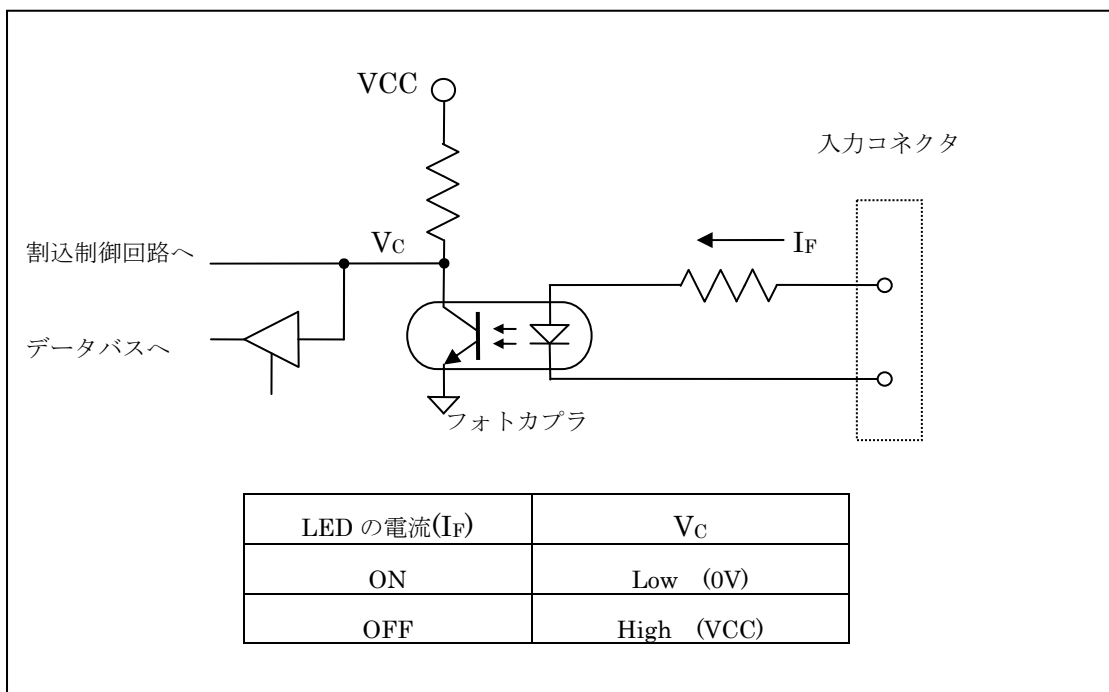 VCC
入力コネクタ
割込制御回路へ
VC
IF
データバスへ
フォトカプラ
LED の電流(IF) VC
ON Low (0V)
OFF High (VCC)